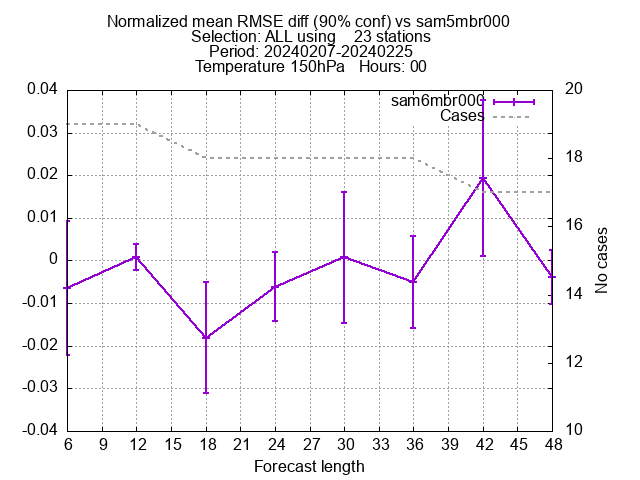 Normalized mean RMSE diff (90% conf) vs sam5mbr000
Selection: ALL using    23 stations
Period: 20240207-20240225
Temperature 150hPa   Hours: 00
sam6mbr000
Cases
0.04
0.03
0.02
0.01
0
-0.01
-0.02
-0.03
-0.04
20
18
16
14
12
10
No cases
6 9 12 15 18 21 24 27 30 33 36 39 42 45 48
Forecast length